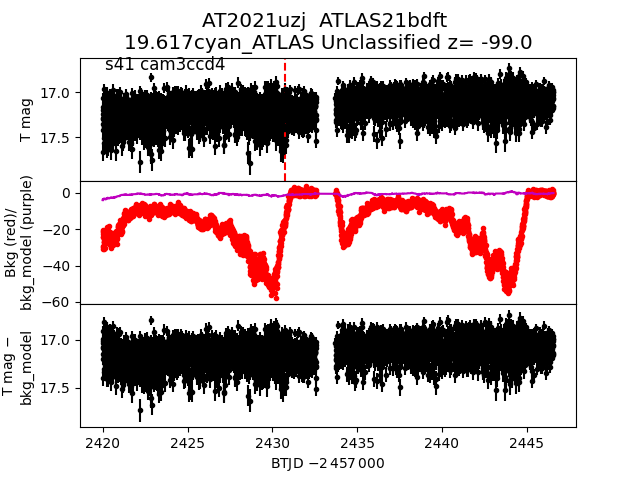 AT2021uzj  ATLAS21bdft
19.617cyan_ATLAS Unclassified z= -99.0
s41 cam3ccd4
T mag
17.0
17.5
Bkg (red)/
bkg_model (purple)
0
−20
−40
−60
T mag −
bkg_model
17.0
17.5
2420 2425 2430 2435 2440 2445
BTJD −2 457 000